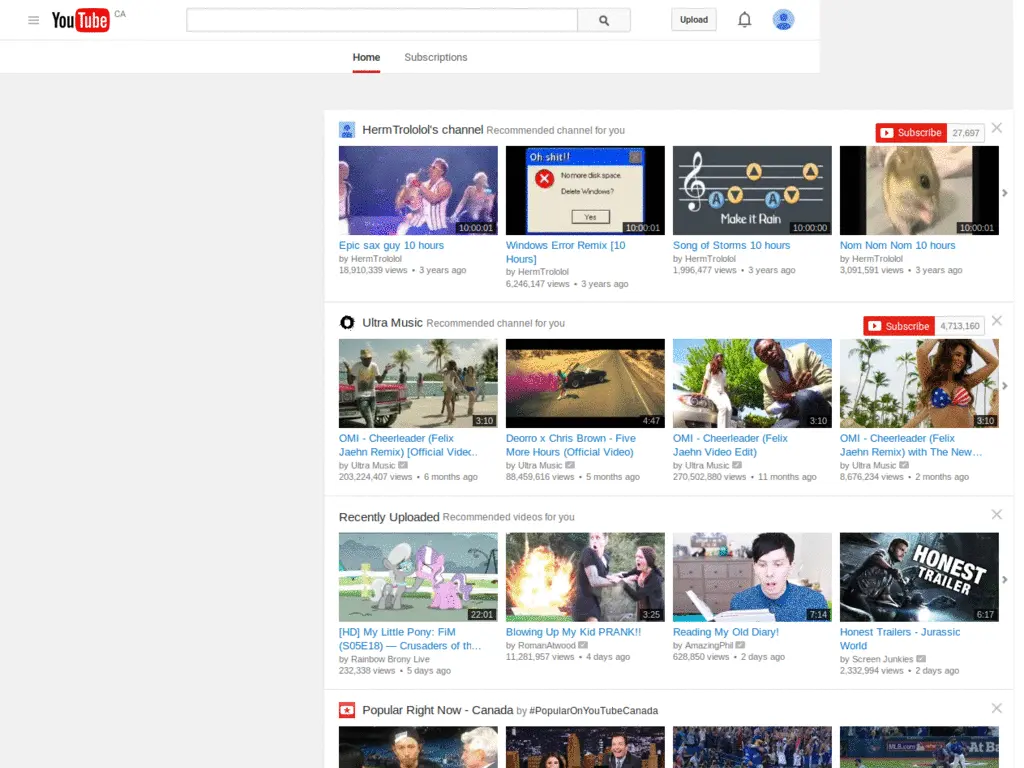 YouTube CA
Upload
Home Subscriptions
HermTrololol's channel Recommended channel for you
Subscribe 27,697
Oh shit!!
No more disk space.
Delete Windows?
Yes
A A
Make it Rain
10:00:01 10:00:01 10:00:00 10:00:01
Epic sax guy 10 hours
by HermTrololol
18,910,339 views • 3 years ago
Windows Error Remix [10
Hours]
by HermTrololol
6,246,147 views • 3 years ago
Song of Storms 10 hours
by HermTrololol
1,996,477 views • 3 years ago
Nom Nom Nom 10 hours
by HermTrololol
3,091,591 views • 3 years ago
Ultra Music Recommended channel for you
Subscribe 4,713,160
3:10 4:47 3:10 3:10
OMI - Cheerleader (Felix
Jaehn Remix) [Official Videc..
by Ultra Music
203,224,407 views • 6 months ago
Deorro x Chris Brown - Five
More Hours (Official Video)
by Ultra Music
88,459,616 views • 5 months ago
OMI - Cheerleader (Felix
Jaehn Video Edit)
by Ultra Music
270,502,880 views • 11 months ago
OMI - Cheerleader (Felix
Jaehn Remix) with The New…
by Ultra Music
8,676,234 views • 2 months ago
Recently Uploaded Recommended videos for you
HONEST
TRAILER
22:01 3:25 7:14 6:17
[HD] My Little Pony: FiM
(S05E18) — Crusaders of th…
by Rainbow Brony Live
232,338 views • 5 days ago
Blowing Up My Kid PRANK!!
by RomanAtwood
11,281,957 views • 4 days ago
Reading My Old Diary!
by AmazingPhil
628,850 views • 2 days ago
Honest Trailers - Jurassic
World
by Screen Junkies
2,332,994 views • 2 days ago
Popular Right Now - Canada by #PopularOnYouTubeCanada
MLB.com
At Ba